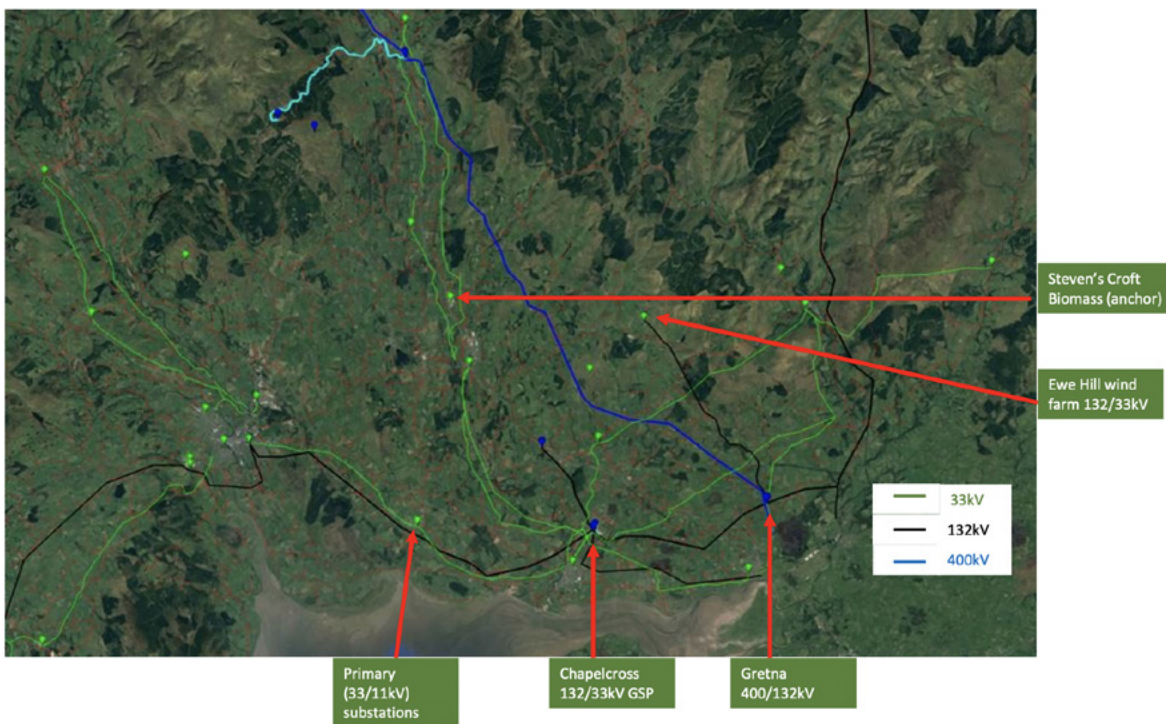 Steven's Croft
Biomass (anchor)
Ewe Hill wind
farm 132/33kV
33kV
132kV
400kV
Primary
(33/11kV)
substations
Chapelcross
132/33kV GSP
Gretna
400/132kV